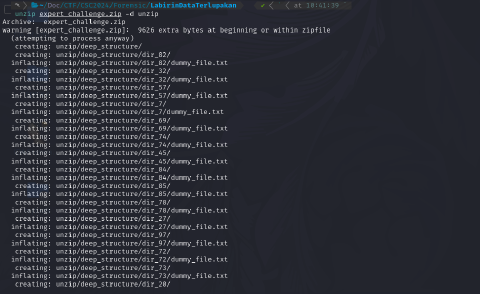 ~/Doc/CTF/CSC2024/Forensic/LabirinDataTerlupakan at 10:41:39
unzip expert_challenge.zip -d unzip
Archive:  expert_challenge.zip
warning [expert_challenge.zip]:  9626 extra bytes at beginning or within zipfile
  (attempting to process anyway)
   creating: unzip/deep_structure/
   creating: unzip/deep_structure/dir_82/
  inflating: unzip/deep_structure/dir_82/dummy_file.txt
   creating: unzip/deep_structure/dir_32/
  inflating: unzip/deep_structure/dir_32/dummy_file.txt
   creating: unzip/deep_structure/dir_57/
  inflating: unzip/deep_structure/dir_57/dummy_file.txt
   creating: unzip/deep_structure/dir_7/
  inflating: unzip/deep_structure/dir_7/dummy_file.txt
   creating: unzip/deep_structure/dir_69/
  inflating: unzip/deep_structure/dir_69/dummy_file.txt
   creating: unzip/deep_structure/dir_74/
  inflating: unzip/deep_structure/dir_74/dummy_file.txt
   creating: unzip/deep_structure/dir_45/
  inflating: unzip/deep_structure/dir_45/dummy_file.txt
   creating: unzip/deep_structure/dir_84/
  inflating: unzip/deep_structure/dir_84/dummy_file.txt
   creating: unzip/deep_structure/dir_85/
  inflating: unzip/deep_structure/dir_85/dummy_file.txt
   creating: unzip/deep_structure/dir_78/
  inflating: unzip/deep_structure/dir_78/dummy_file.txt
   creating: unzip/deep_structure/dir_27/
  inflating: unzip/deep_structure/dir_27/dummy_file.txt
   creating: unzip/deep_structure/dir_97/
  inflating: unzip/deep_structure/dir_97/dummy_file.txt
   creating: unzip/deep_structure/dir_72/
  inflating: unzip/deep_structure/dir_72/dummy_file.txt
   creating: unzip/deep_structure/dir_73/
  inflating: unzip/deep_structure/dir_73/dummy_file.txt
   creating: unzip/deep_structure/dir_20/